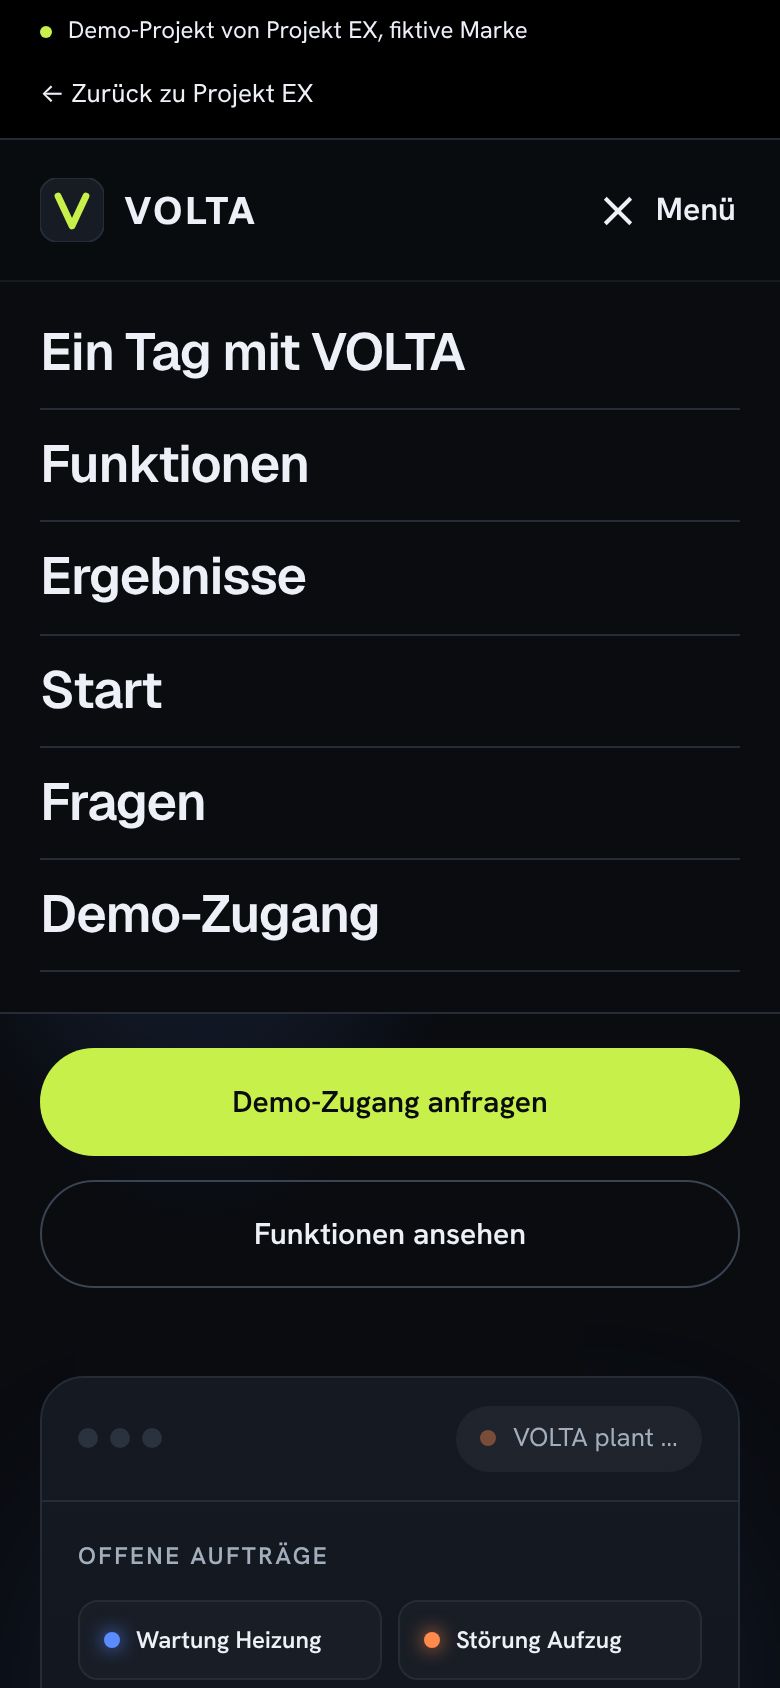 Demo-Projekt von Projekt EX, fiktive Marke
← Zurück zu Projekt EX
V VOLTA
Menü
Ein Tag mit VOLTA
Funktionen
Ergebnisse
Start
Fragen
Demo-Zugang
Demo-Zugang anfragen
Funktionen ansehen
VOLTA plant ...
OFFENE AUFTRÄGE
Wartung Heizung
Störung Aufzug